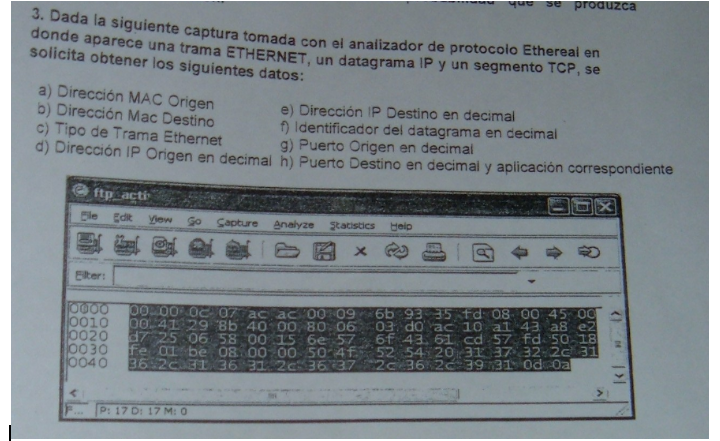 que se produzca
3. Dada la siguiente captura tomada con el analizador de protocolo Ethereal en
donde aparece una trama ETHERNET, un datagrama IP y un segmento TCP, se
solicita obtener los siguientes datos:
a) Dirección MAC Origen
b) Dirección Mac Destino
c) Tipo de Trama Ethernet
d) Dirección IP Origen en decimal
e) Dirección IP Destino en decimal
f) Identificador del datagrama en decimal
g) Puerto Origen en decimal
h) Puerto Destino en decimal y aplicación correspondiente
ftp_acti
File Edit View Go Capture Analyze Statistics Help
Filter:
0000 00 00 0c 07 ac ac 00 09 6b 93 35 fd 08 00 45 00
0010 00 41 29 8b 40 00 80 06 03 d0 ac 10 a1 43 a8 e2
0020 d7 25 06 58 00 15 6e 57 6f 43 61 cd 57 fd 50 18
0030 fe 01 be 08 00 00 50 4f 52 54 20 31 37 32 2c 31
0040 36 2c 31 36 31 2c 36 37 2c 36 2c 39 31 0d 0a
P: 17 D: 17 M: 0